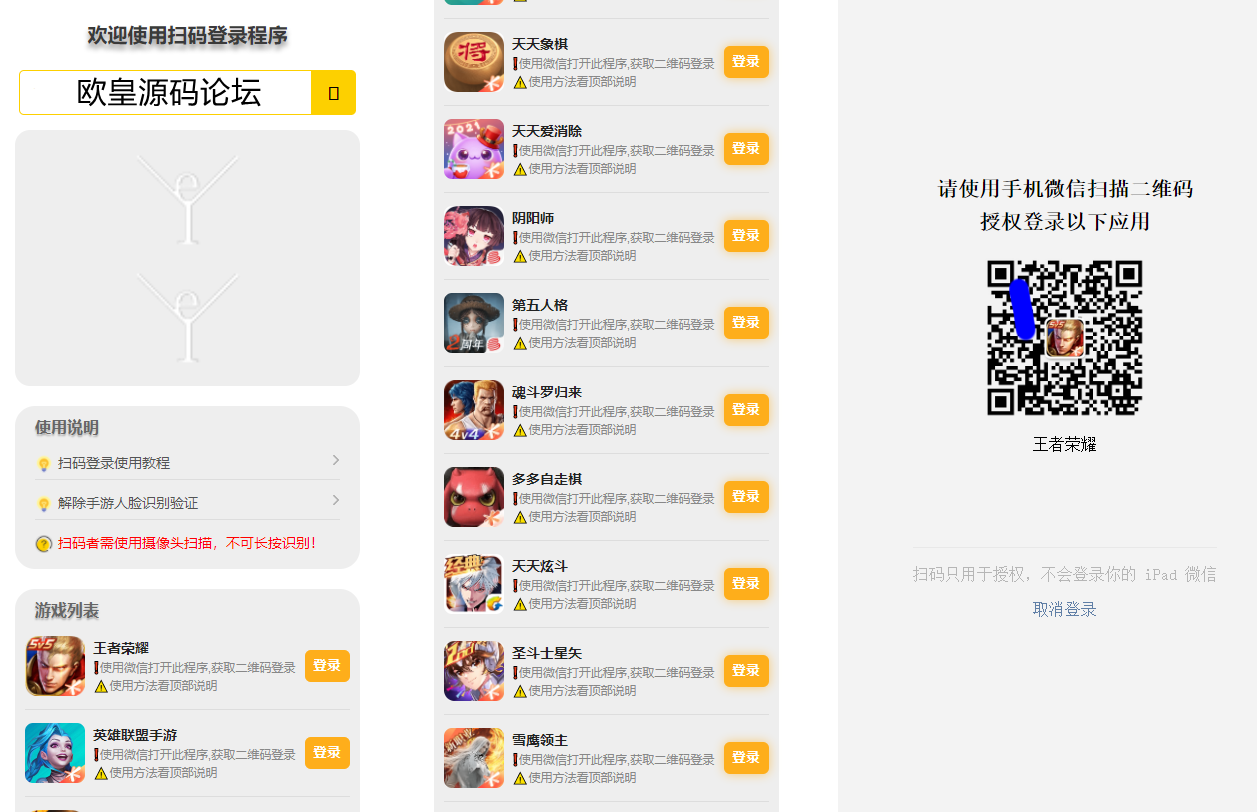 欢迎使用扫码登录程序
欧皇源码论坛
使用说明
扫码登录使用教程
解除手游人脸识别验证
扫码者需使用摄像头扫描，不可长按识别！
游戏列表
5v5
王者荣耀
使用微信打开此程序,获取二维码登录
使用方法看顶部说明
登录
英雄联盟手游
使用微信打开此程序,获取二维码登录
使用方法看顶部说明
登录
将
天天象棋
使用微信打开此程序,获取二维码登录
使用方法看顶部说明
登录
2021
天天爱消除
使用微信打开此程序,获取二维码登录
使用方法看顶部说明
登录
阴阳师
使用微信打开此程序,获取二维码登录
使用方法看顶部说明
登录
2周年
第五人格
使用微信打开此程序,获取二维码登录
使用方法看顶部说明
登录
4v4
魂斗罗归来
使用微信打开此程序,获取二维码登录
使用方法看顶部说明
登录
多多自走棋
使用微信打开此程序,获取二维码登录
使用方法看顶部说明
登录
经典
天天炫斗
使用微信打开此程序,获取二维码登录
使用方法看顶部说明
登录
圣斗士星矢
使用微信打开此程序,获取二维码登录
使用方法看顶部说明
登录
雪鹰领主
使用微信打开此程序,获取二维码登录
使用方法看顶部说明
登录
请使用手机微信扫描二维码
授权登录以下应用
5v5
王者荣耀
扫码只用于授权，不会登录你的 iPad 微信
取消登录